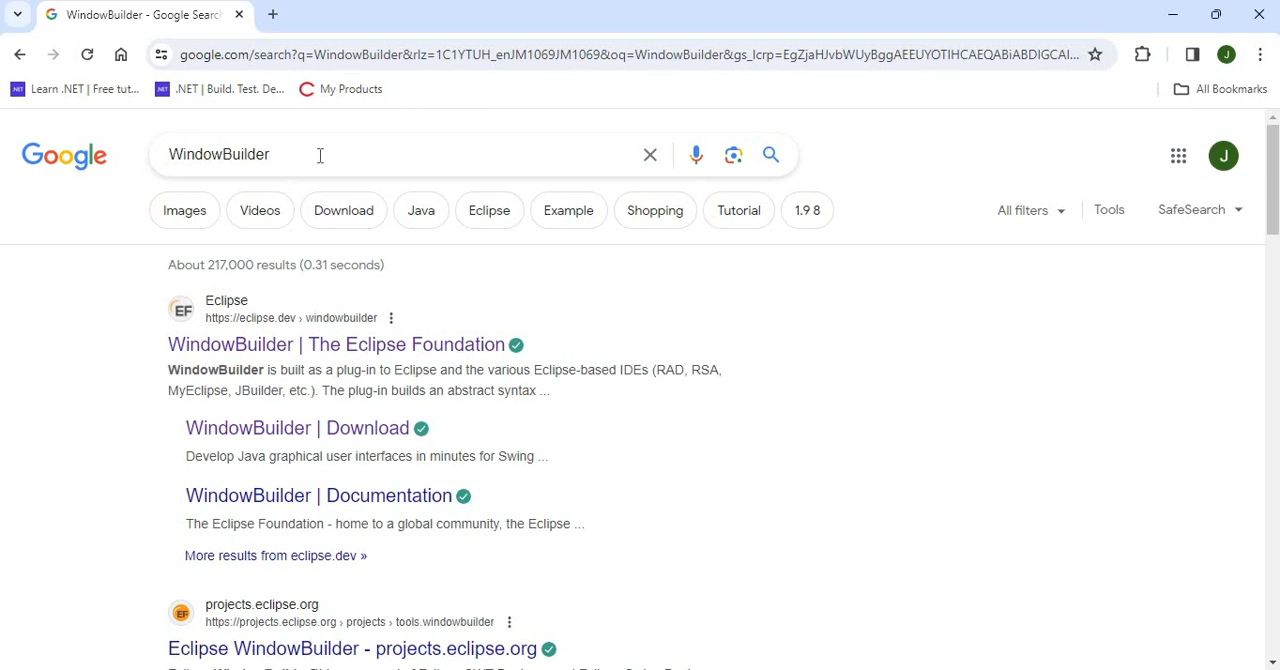 WindowBuilder - Google Search
google.com/search?q=WindowBuilder&rlz=1C1YTUH_enJM1069JM1069&oq=WindowBuilder&gs_lcrp=EgZjaHJvbWUyBggAEEUYOTIHCAEQABiABDIGCAI...
J
Learn .NET | Free tut...
.NET | Build. Test. De...
My Products
All Bookmarks
Google
WindowBuilder
J
Images
Videos
Download
Java
Eclipse
Example
Shopping
Tutorial
1.9 8
All filters
Tools
SafeSearch
About 217,000 results (0.31 seconds)
EF
Eclipse
https://eclipse.dev › windowbuilder
WindowBuilder | The Eclipse Foundation
WindowBuilder is built as a plug-in to Eclipse and the various Eclipse-based IDEs (RAD, RSA,
MyEclipse, JBuilder, etc.). The plug-in builds an abstract syntax ...
WindowBuilder | Download
Develop Java graphical user interfaces in minutes for Swing ...
WindowBuilder | Documentation
The Eclipse Foundation - home to a global community, the Eclipse ...
More results from eclipse.dev »
EF
projects.eclipse.org
https://projects.eclipse.org › projects › tools.windowbuilder
Eclipse WindowBuilder - projects.eclipse.org